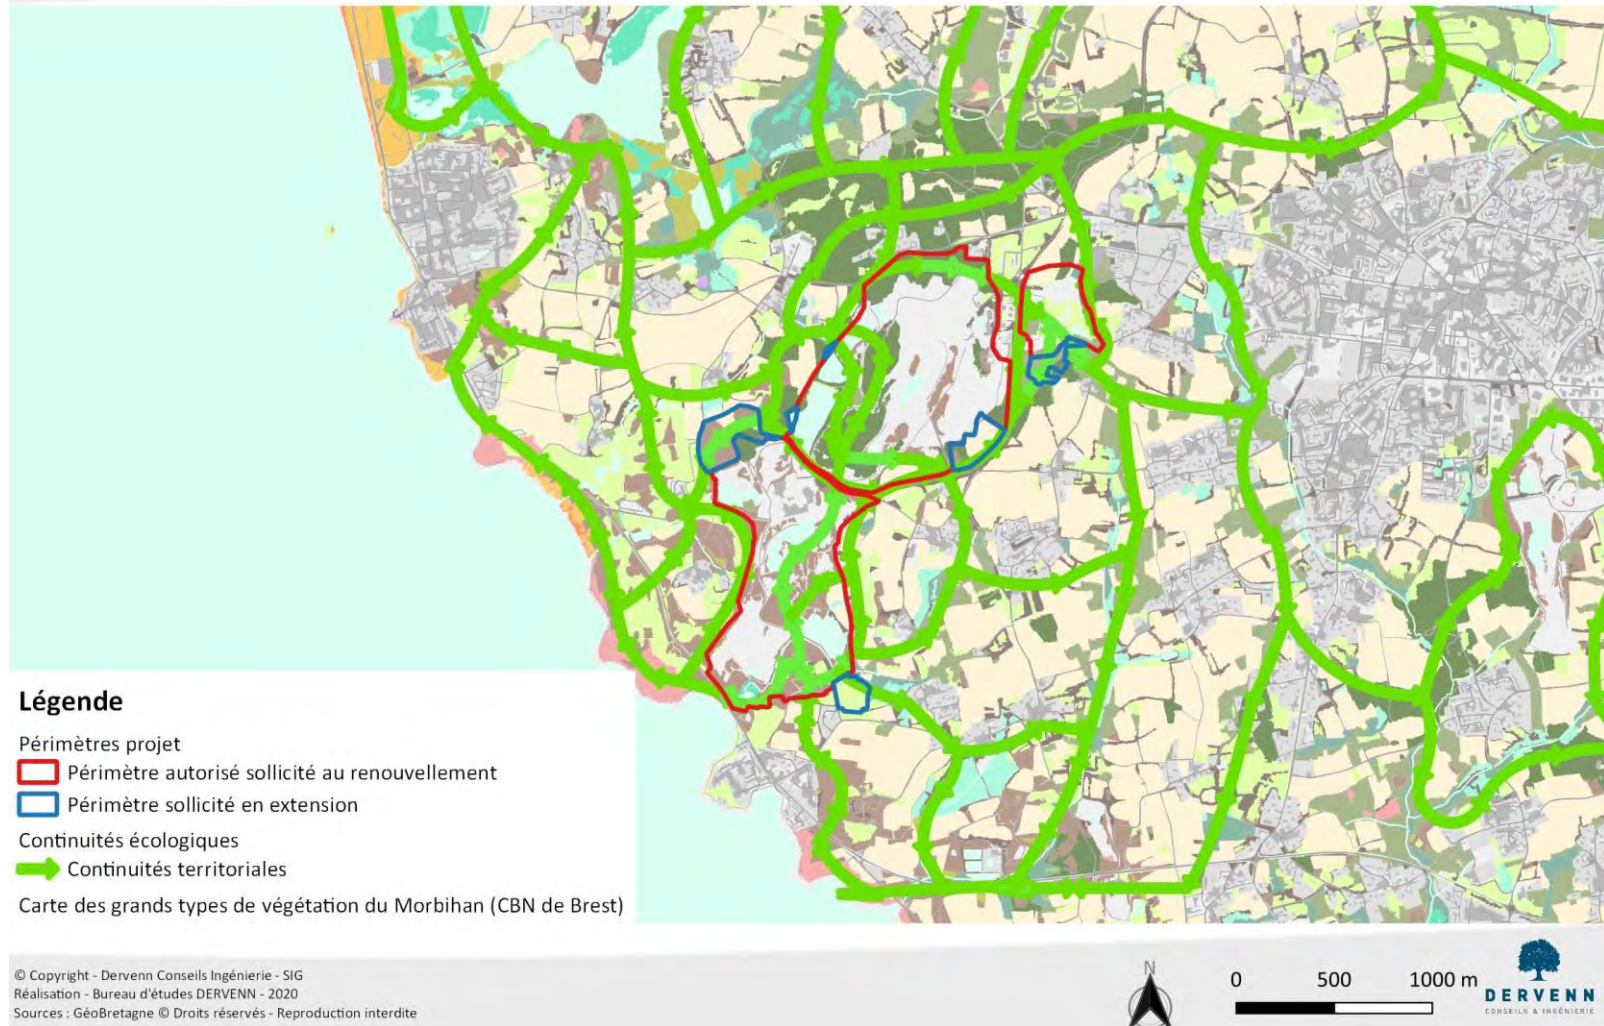 Légende
Périmètres projet
Périmètre autorisé sollicité au renouvellement
Périmètre sollicité en extension
Continuités écologiques
Continuités territoriales
Carte des grands types de végétation du Morbihan (CBN de Brest)
© Copyright - Dervenn Conseils Ingénierie - SIG
Réalisation - Bureau d'études DERVENN - 2020
Sources : GéoBretagne © Droits réservés - Reproduction interdite
N
0 500 1000 m
DERVENN
CONSEILS & INGÉNIERIE